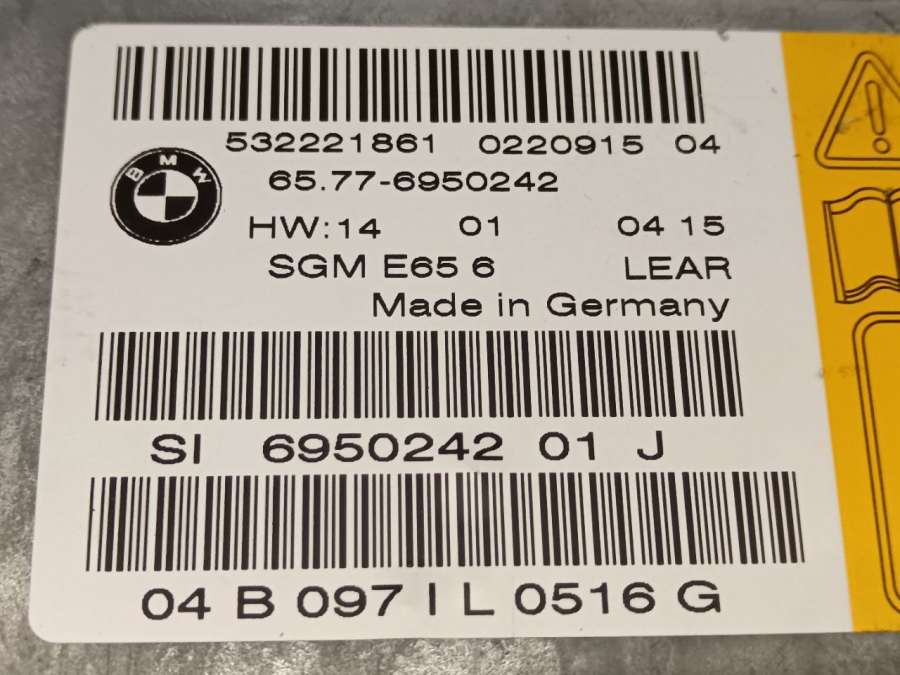 532221861 0220915 04
BMW
65.77-6950242
HW:14 01 04 15
SGM E65 6 LEAR
Made in Germany
SI 6950242 01 J
04 B 097 I L 0516 G